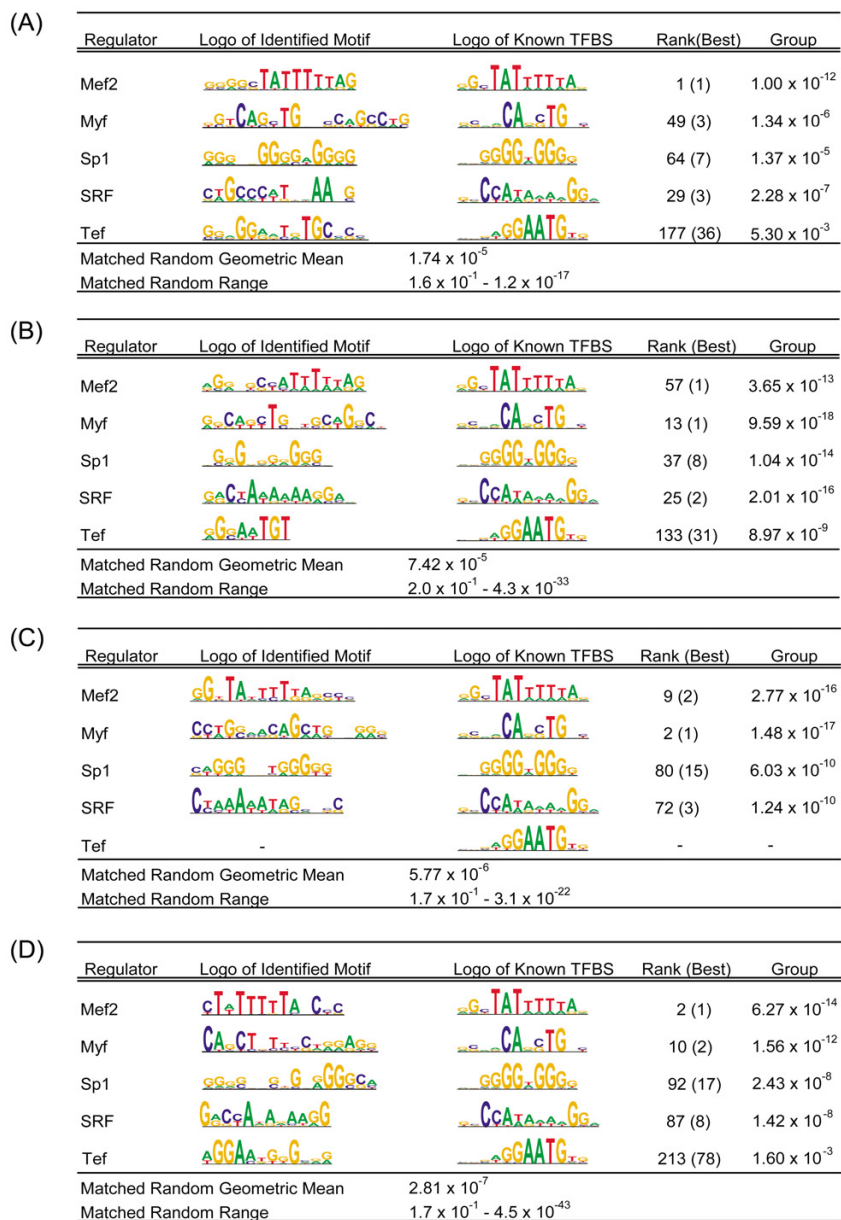 (A)
Regulator Logo of Identified Motif Logo of Known TFBS Rank(Best) Group
Mef2 1 (1) 1.00 x 10⁻¹²
Myf 49 (3) 1.34 x 10⁻⁶
Sp1 64 (7) 1.37 x 10⁻⁵
SRF 29 (3) 2.28 x 10⁻⁷
Tef 177 (36) 5.30 x 10⁻³
Matched Random Geometric Mean 1.74 x 10⁻⁵
Matched Random Range 1.6 x 10⁻¹ - 1.2 x 10⁻¹⁷
(B)
Regulator Logo of Identified Motif Logo of Known TFBS Rank (Best) Group
Mef2 57 (1) 3.65 x 10⁻¹³
Myf 13 (1) 9.59 x 10⁻¹⁸
Sp1 37 (8) 1.04 x 10⁻¹⁴
SRF 25 (2) 2.01 x 10⁻¹⁶
Tef 133 (31) 8.97 x 10⁻⁹
Matched Random Geometric Mean 7.42 x 10⁻⁵
Matched Random Range 2.0 x 10⁻¹ - 4.3 x 10⁻³³
(C)
Regulator Logo of Identified Motif Logo of Known TFBS Rank (Best) Group
Mef2 9 (2) 2.77 x 10⁻¹⁶
Myf 2 (1) 1.48 x 10⁻¹⁷
Sp1 80 (15) 6.03 x 10⁻¹⁰
SRF 72 (3) 1.24 x 10⁻¹⁰
Tef - - -
Matched Random Geometric Mean 5.77 x 10⁻⁶
Matched Random Range 1.7 x 10⁻¹ - 3.1 x 10⁻²²
(D)
Regulator Logo of Identified Motif Logo of Known TFBS Rank (Best) Group
Mef2 2 (1) 6.27 x 10⁻¹⁴
Myf 10 (2) 1.56 x 10⁻¹²
Sp1 92 (17) 2.43 x 10⁻⁸
SRF 87 (8) 1.42 x 10⁻⁸
Tef 213 (78) 1.60 x 10⁻³
Matched Random Geometric Mean 2.81 x 10⁻⁷
Matched Random Range 1.7 x 10⁻¹ - 4.5 x 10⁻⁴³